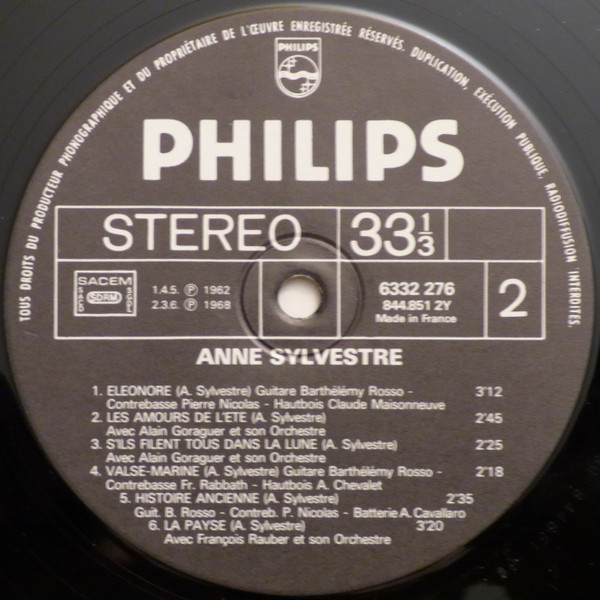 TOUS DROITS DU PRODUCTEUR PHONOGRAPHIQUE ET DU PROPRIÉTAIRE DE L'ŒUVRE ENREGISTRÉE RÉSERVÉS. DUPLICATION, EXÉCUTION PUBLIQUE, RADIODIFFUSION INTERDITES.
PHILIPS
PHILIPS
STEREO 33 1/3
SACEM
SACD SDRM SGDL
1.4.5. Ⓟ 1962
2.3.6. Ⓟ 1968
6332 276
844.851 2Y
Made in France
2
ANNE SYLVESTRE
1. ELEONORE (A. Sylvestre) Guitare Barthélémy Rosso - 3'12
Contrebasse Pierre Nicolas - Hautbois Claude Maisonneuve
2. LES AMOURS DE L'ETE (A. Sylvestre) 2'45
Avec Alain Goraguer et son Orchestre
3. S'ILS FILENT TOUS DANS LA LUNE (A. Sylvestre) 2'25
Avec Alain Goraguer et son Orchestre
4. VALSE-MARINE (A. Sylvestre) Guitare Barthélémy Rosso - 2'18
Contrebasse Fr. Rabbath - Hautbois A. Chevalet
5. HISTOIRE ANCIENNE (A. Sylvestre) 2'35
Guit. B. Rosso - Contreb. P. Nicolas - Batterie A. Cavallaro
6. LA PAYSE (A. Sylvestre) 3'20
Avec François Rauber et son Orchestre